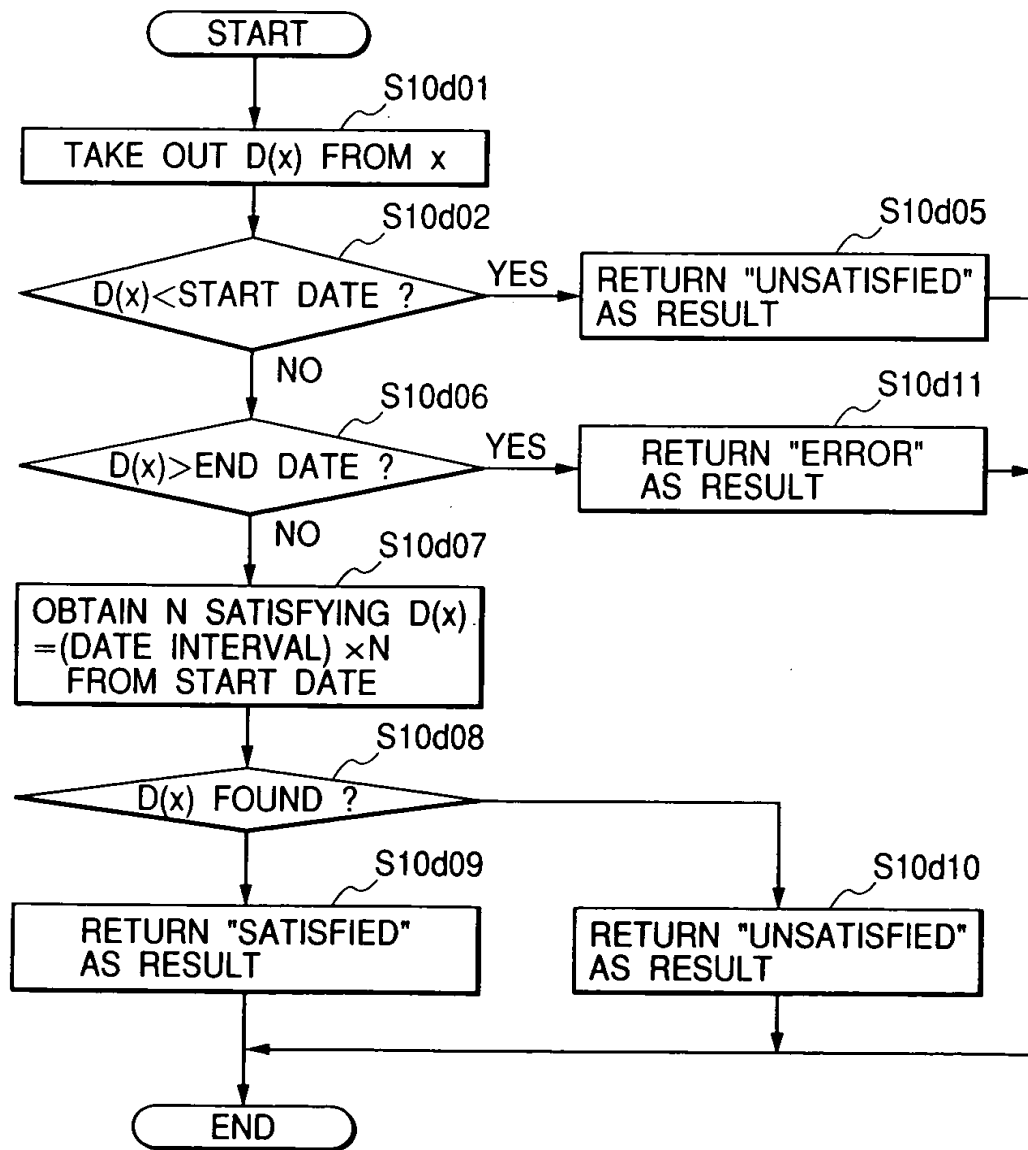 START
S10d01
TAKE OUT D(x) FROM x
S10d02
D(x)<START DATE ?
YES
NO
S10d05
RETURN "UNSATISFIED"
AS RESULT
S10d06
D(x)>END DATE ?
YES
NO
S10d11
RETURN "ERROR"
AS RESULT
S10d07
OBTAIN N SATISFYING D(x)
=(DATE INTERVAL) ×N
FROM START DATE
S10d08
D(x) FOUND ?
S10d09
RETURN "SATISFIED"
AS RESULT
S10d10
RETURN "UNSATISFIED"
AS RESULT
END